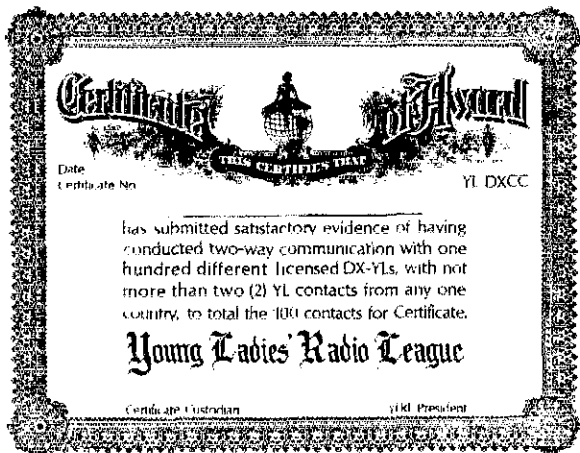 Certificate of Award
THIS CERTIFIES THAT
Date
Certificate No
YL DXCC
has submitted satisfactory evidence of having
conducted two-way communication with one
hundred different licensed DX-YLs, with not
more than two (2) YL contacts from any one
country, to total the 100 contacts for Certificate.
Young Ladies' Radio League
Certificate Custodian
YLRL President